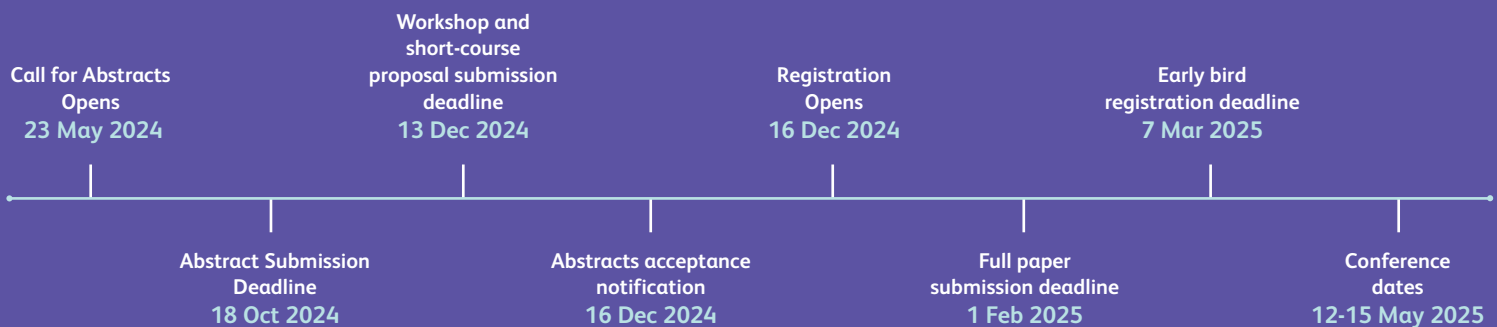 Call for Abstracts
Opens
23 May 2024
Abstract Submission
Deadline
18 Oct 2024
Workshop and
short-course
proposal submission
deadline
13 Dec 2024
Abstracts acceptance
notification
16 Dec 2024
Registration
Opens
16 Dec 2024
Full paper
submission deadline
1 Feb 2025
Early bird
registration deadline
7 Mar 2025
Conference
dates
12-15 May 2025